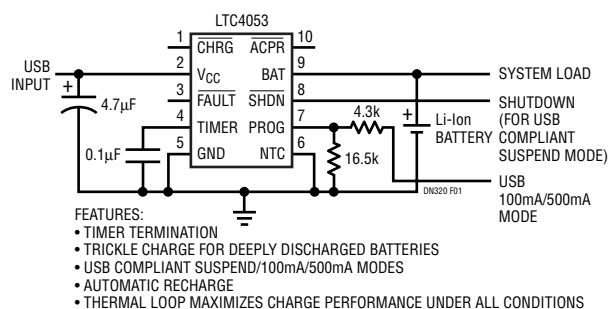 LTC4053
1 CHRG ACPR 10
USB INPUT
2 VCC BAT 9 SYSTEM LOAD
4.7µF
3 FAULT SHDN 8 SHUTDOWN
(FOR USB
COMPLIANT
SUSPEND MODE)
4 TIMER PROG 7
4.3k
Li-Ion
BATTERY
0.1µF
5 GND NTC 6
16.5k
USB
100mA/500mA
MODE
DN320 F01
FEATURES:
• TIMER TERMINATION
• TRICKLE CHARGE FOR DEEPLY DISCHARGED BATTERIES
• USB COMPLIANT SUSPEND/100mA/500mA MODES
• AUTOMATIC RECHARGE
• THERMAL LOOP MAXIMIZES CHARGE PERFORMANCE UNDER ALL CONDITIONS